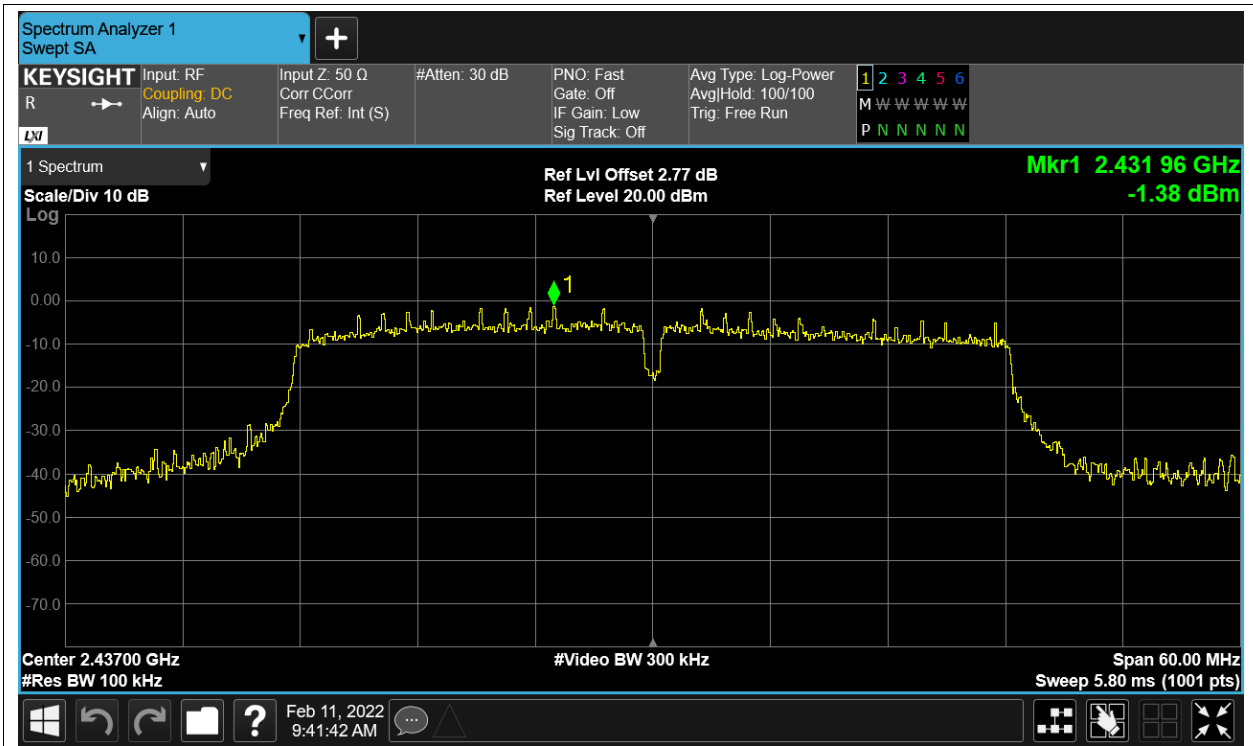 Spectrum Analyzer 1
Swept SA
KEYSIGHT Input: RF Input Z: 50 Ω #Atten: 30 dB PNO: Fast Avg Type: Log-Power 1 2 3 4 5 6
R Coupling: DC Corr CCorr Gate: Off Avg|Hold: 100/100 M W W W W W
Align: Auto Freq Ref: Int (S) IF Gain: Low Trig: Free Run
LXI Sig Track: Off P N N N N N
1 Spectrum Ref Lvl Offset 2.77 dB Mkr1 2.431 96 GHz
Scale/Div 10 dB Ref Level 20.00 dBm -1.38 dBm
Log
10.0
1
0.00
-10.0
-20.0
-30.0
-40.0
-50.0
-60.0
-70.0
Center 2.43700 GHz #Video BW 300 kHz Span 60.00 MHz
#Res BW 100 kHz Sweep 5.80 ms (1001 pts)
? Feb 11, 2022
9:41:42 AM